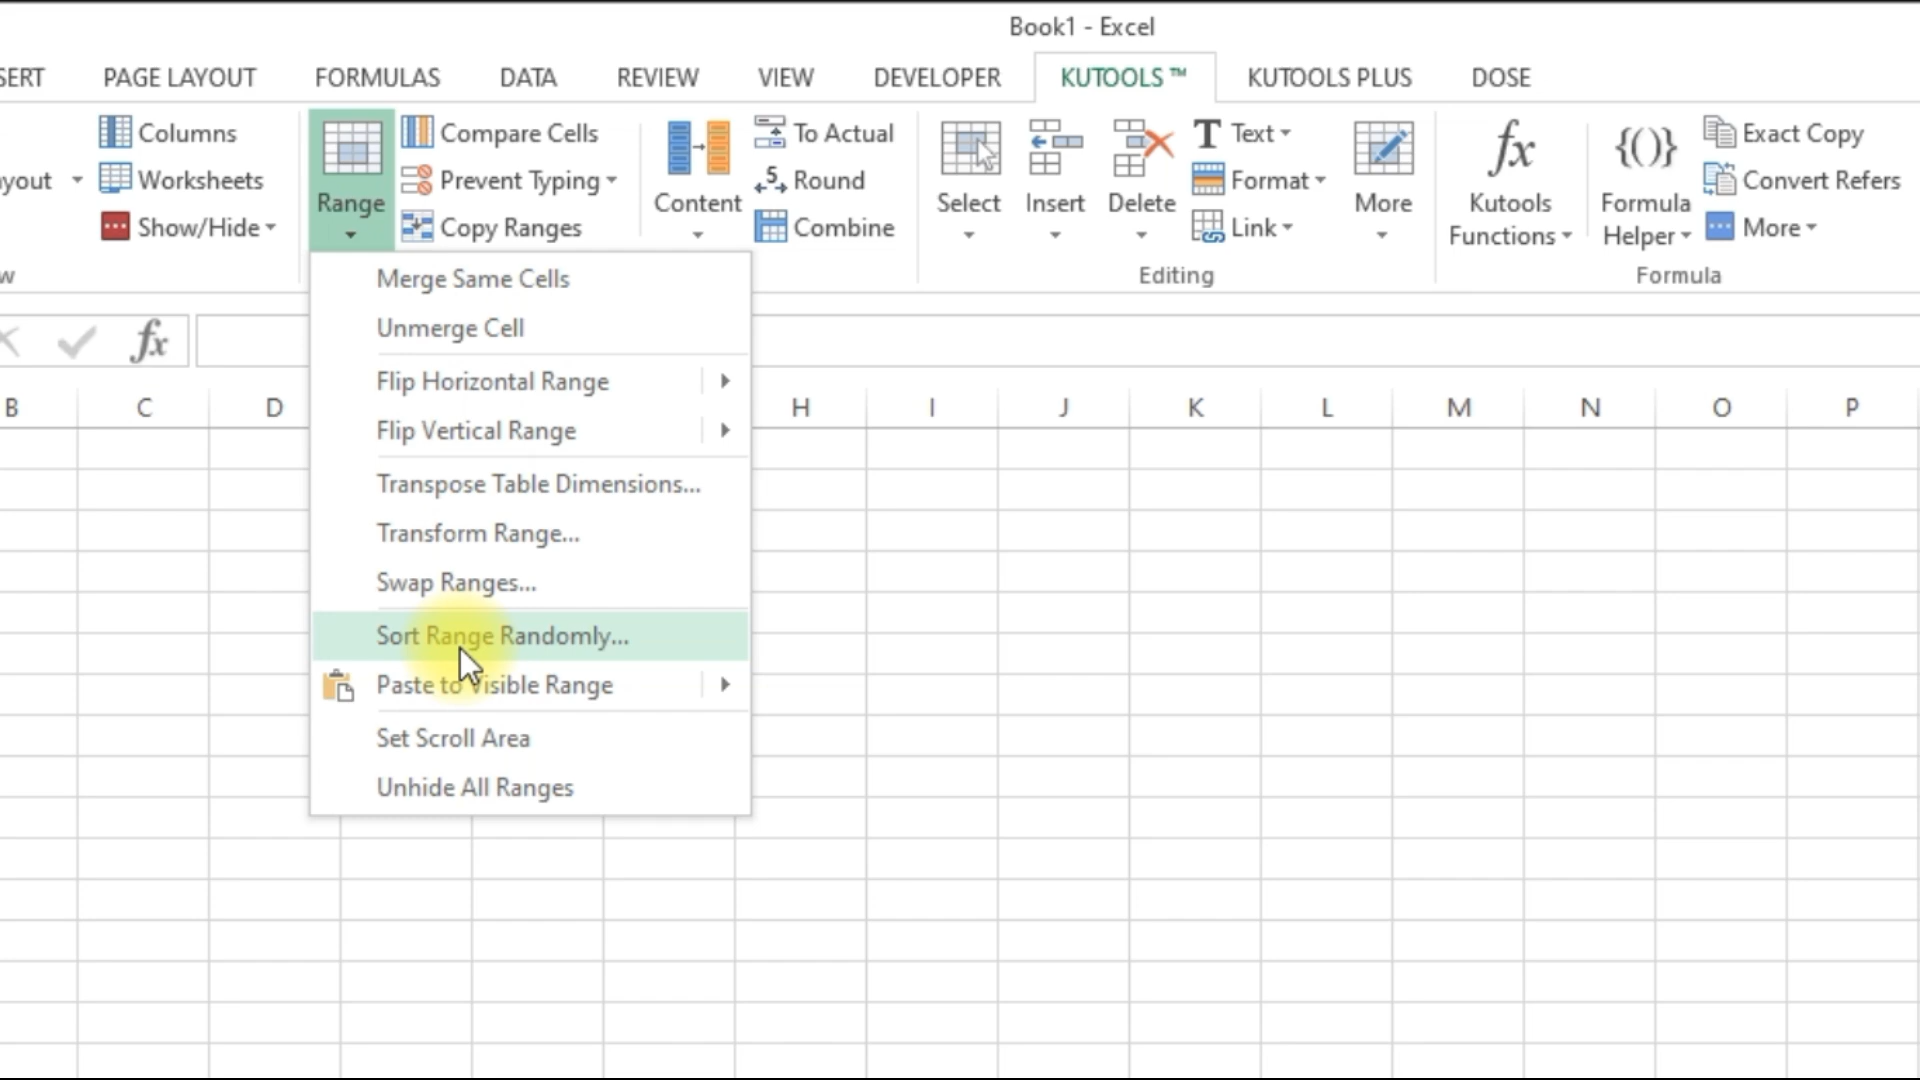 Book1 - Excel
SERT PAGE LAYOUT FORMULAS DATA REVIEW VIEW DEVELOPER KUTOOLS ™ KUTOOLS PLUS DOSE
Columns
Worksheets
Show/Hide
yout
w
Range
Compare Cells
Prevent Typing
Copy Ranges
Content
To Actual
Round
Combine
Select
Insert
Delete
Text
Format
Link
More
Editing
Kutools
Functions
Formula
Helper
Exact Copy
Convert Refers
More
Formula
fx
Merge Same Cells
Unmerge Cell
Flip Horizontal Range
Flip Vertical Range
Transpose Table Dimensions...
Transform Range...
Swap Ranges...
Sort Range Randomly...
Paste to Visible Range
Set Scroll Area
Unhide All Ranges
B C D H I J K L M N O P